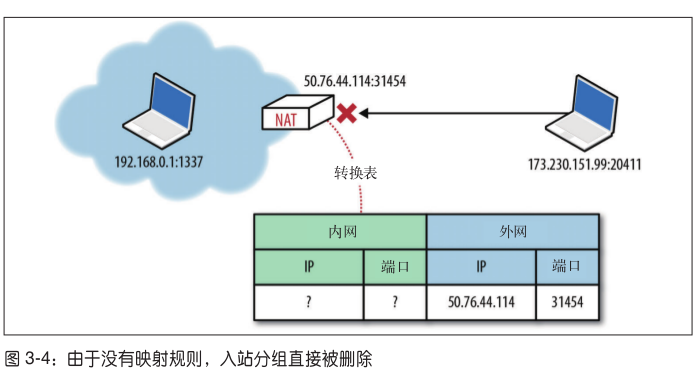 50.76.44.114:31454
NAT
192.168.0.1:1337
173.230.151.99:20411
转换表
内网 外网
IP 端口 IP 端口
? ? 50.76.44.114 31454
图 3-4：由于没有映射规则，入站分组直接被删除